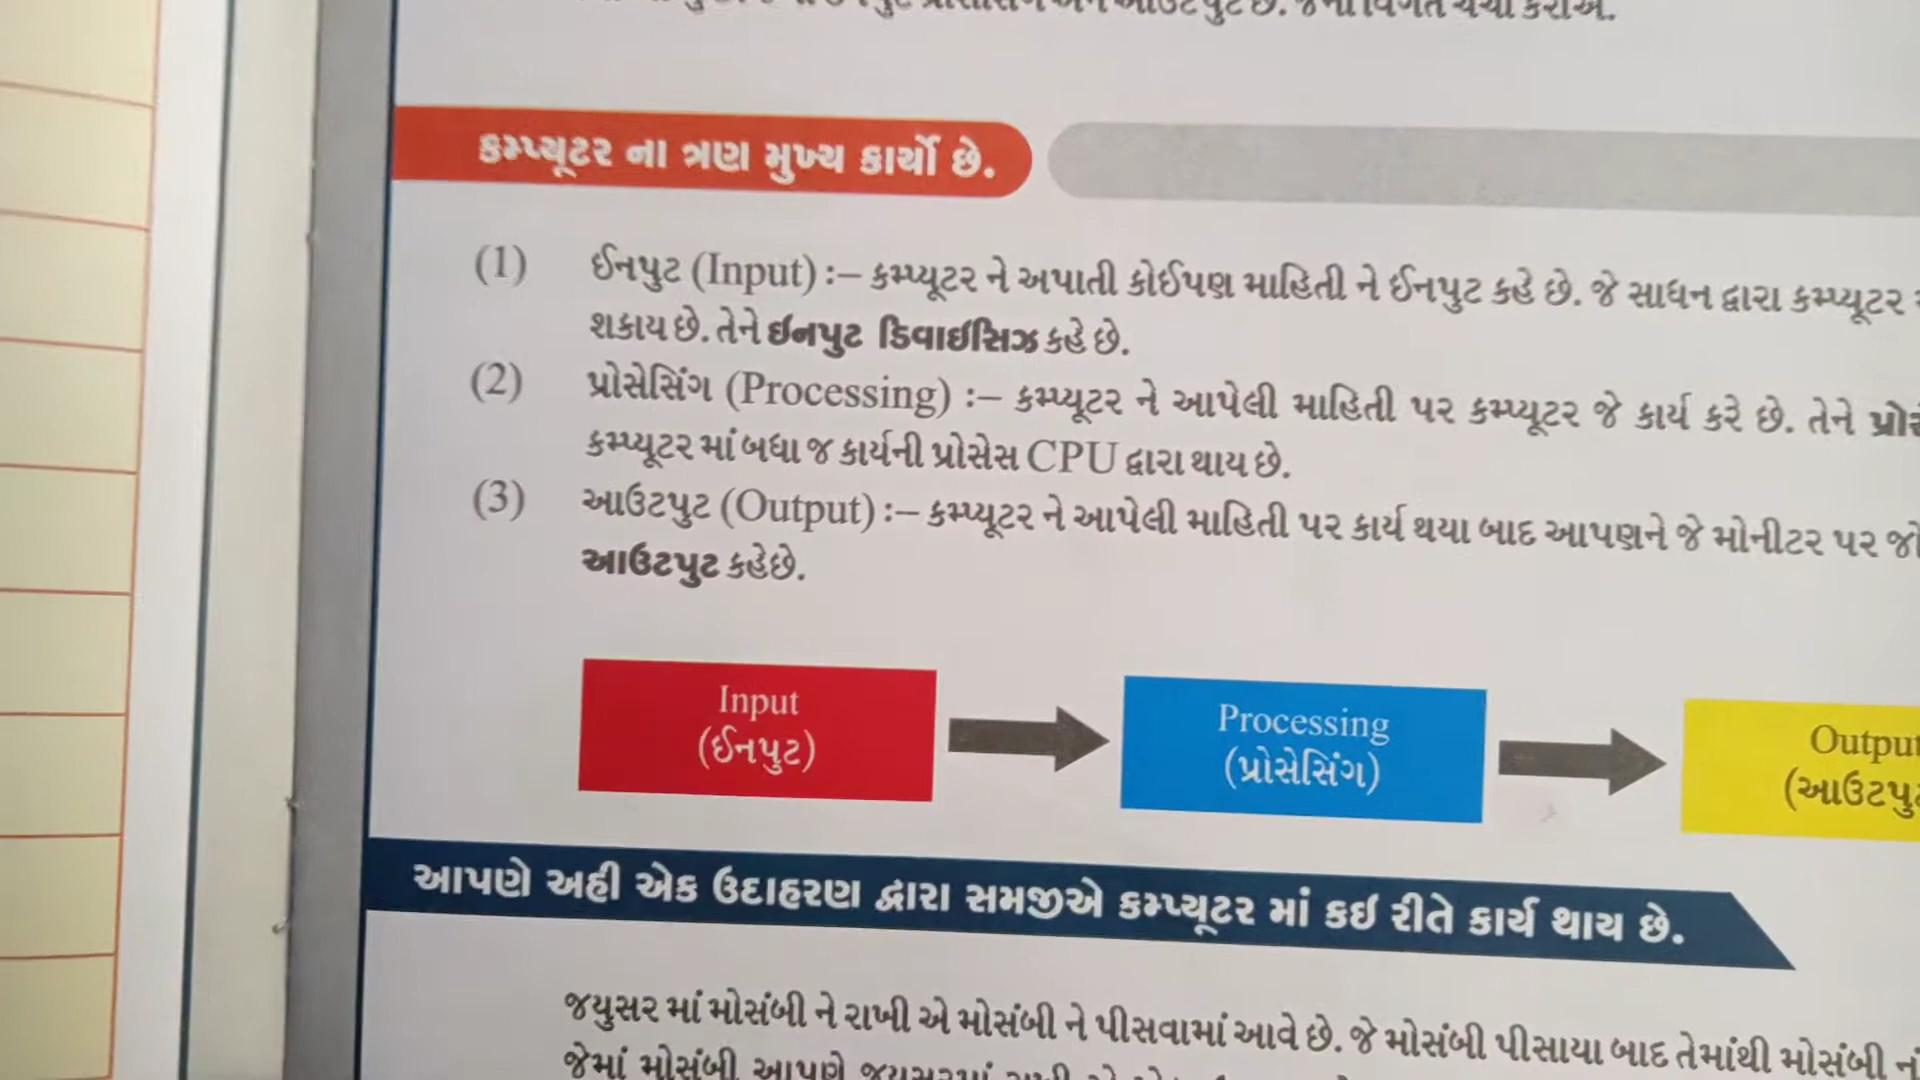 કમ્પ્યૂટર ના ત્રણ મુખ્ય કાર્યો છે.
(1) ઈનપુટ (Input) :– કમ્પ્યૂટર ને અપાતી કોઈપણ માહિતી ને ઈનપુટ કહે છે. જે સાધન દ્વારા કમ્પ્યૂટર
શકાય છે. તેને ઈનપુટ ડિવાઈસિઝ કહે છે.
(2) પ્રોસેસિંગ (Processing) :– કમ્પ્યૂટર ને આપેલી માહિતી પર કમ્પ્યૂટર જે કાર્ય કરે છે. તેને
કમ્પ્યૂટર માં બધા જ કાર્યની પ્રોસેસ CPU દ્વારા થાય છે.
(3) આઉટપુટ (Output) :– કમ્પ્યૂટર ને આપેલી માહિતી પર કાર્ય થયા બાદ આપણને જે મોનીટર પર
આઉટપુટ કહેછે.
Input
(ઈનપુટ)
Processing
(પ્રોસેસિંગ)
Output
આપણે અહી એક ઉદાહરણ દ્વારા સમજીએ કમ્પ્યૂટર માં કઈ રીતે કાર્ય થાય છે.
જયુસર માં મોસંબી ને રાખી એ મોસંબી ને પીસવામાં આવે છે. જે મોસંબી પીસાયા બાદ તેમાંથી મોસંબી
જેમાં મોસંબી આપણે